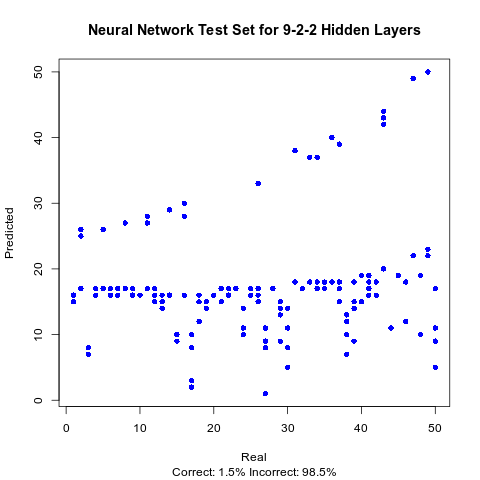 Neural Network Test Set for 9-2-2 Hidden Layers
Predicted
50
40
30
20
10
0
0 10 20 30 40 50
Real
Correct: 1.5% Incorrect: 98.5%